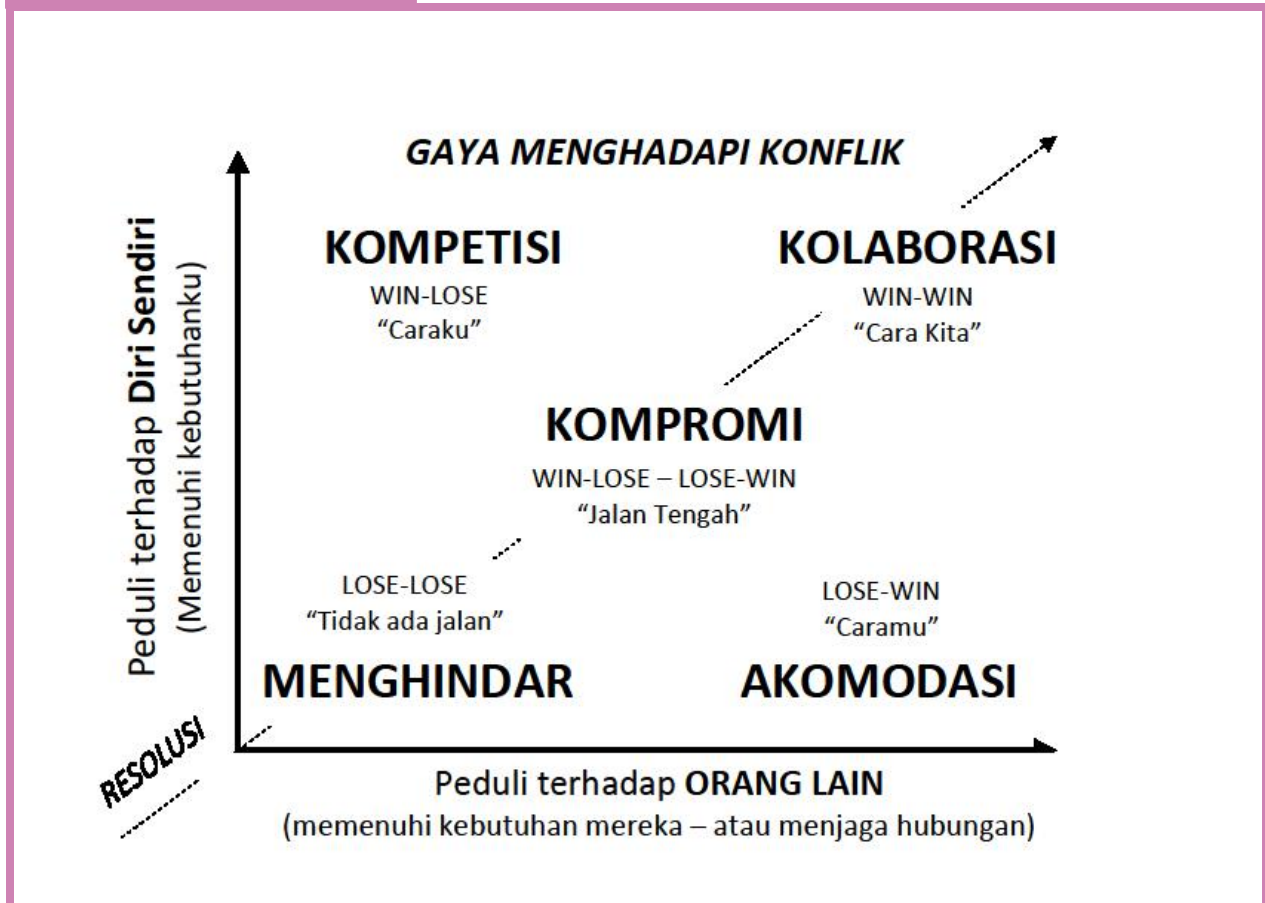 GAYA MENGHADAPI KONFLIK
Peduli terhadap Diri Sendiri
(Memenuhi kebutuhanku)
KOMPETISI
WIN-LOSE
“Caraku”
KOLABORASI
WIN-WIN
“Cara Kita”
KOMPROMI
WIN-LOSE – LOSE-WIN
“Jalan Tengah”
LOSE-LOSE
“Tidak ada jalan”
MENGHINDAR
LOSE-WIN
“Caramu”
AKOMODASI
RESOLUSI
Peduli terhadap ORANG LAIN
(memenuhi kebutuhan mereka – atau menjaga hubungan)